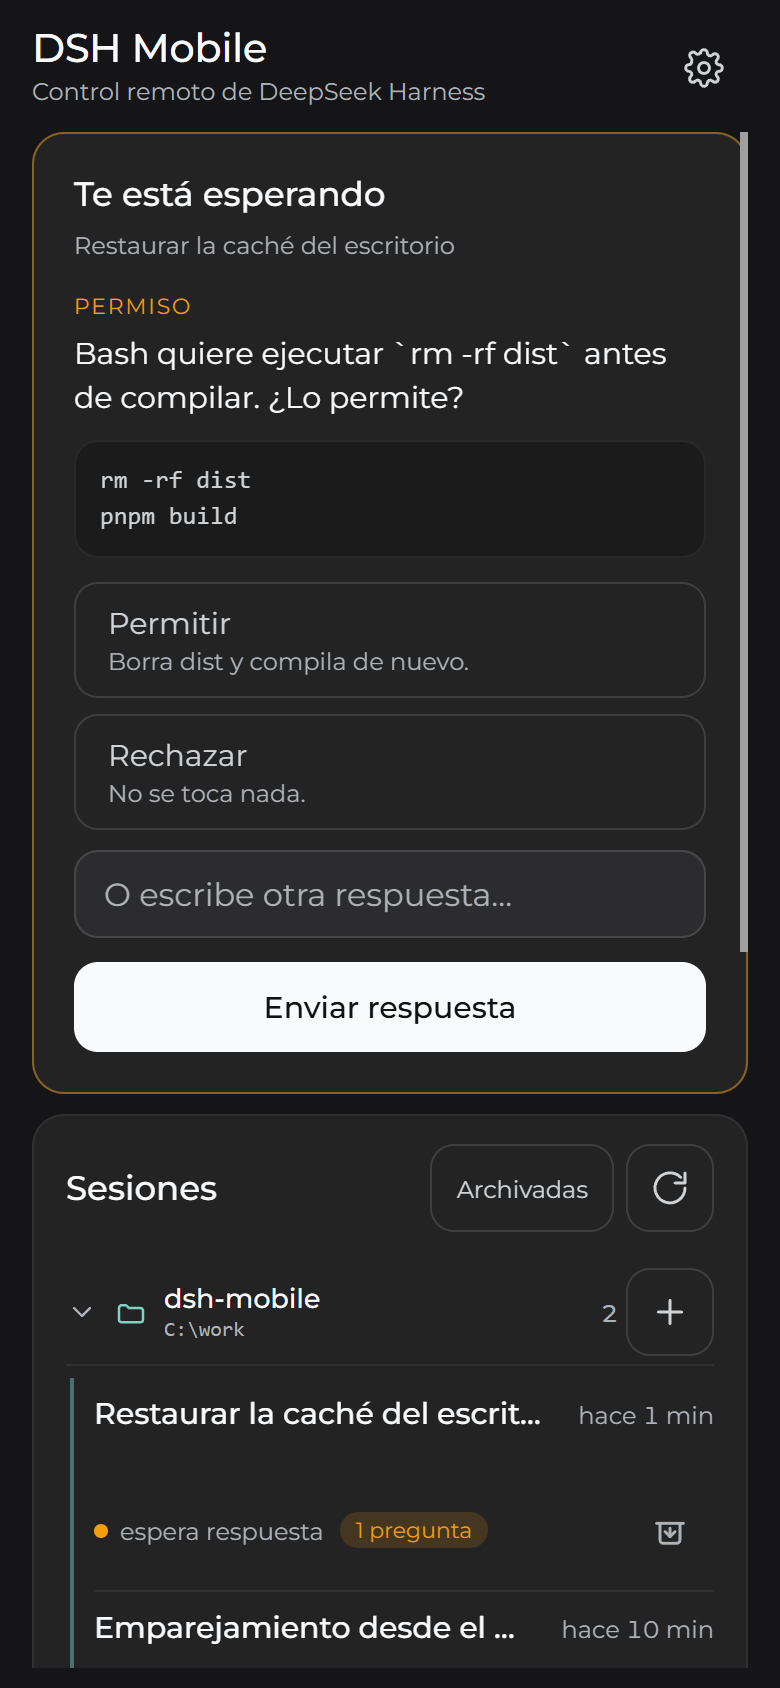 DSH Mobile
Control remoto de DeepSeek Harness
Te está esperando
Restaurar la caché del escritorio
PERMISO
Bash quiere ejecutar `rm -rf dist` antes
de compilar. ¿Lo permite?
rm -rf dist
pnpm build
Permitir
Borra dist y compila de nuevo.
Rechazar
No se toca nada.
O escribe otra respuesta...
Enviar respuesta
Sesiones
Archivadas
dsh-mobile
2
C:\work
Restaurar la caché del escrit...
hace 1 min
espera respuesta
1 pregunta
Emparejamiento desde el ...
hace 10 min